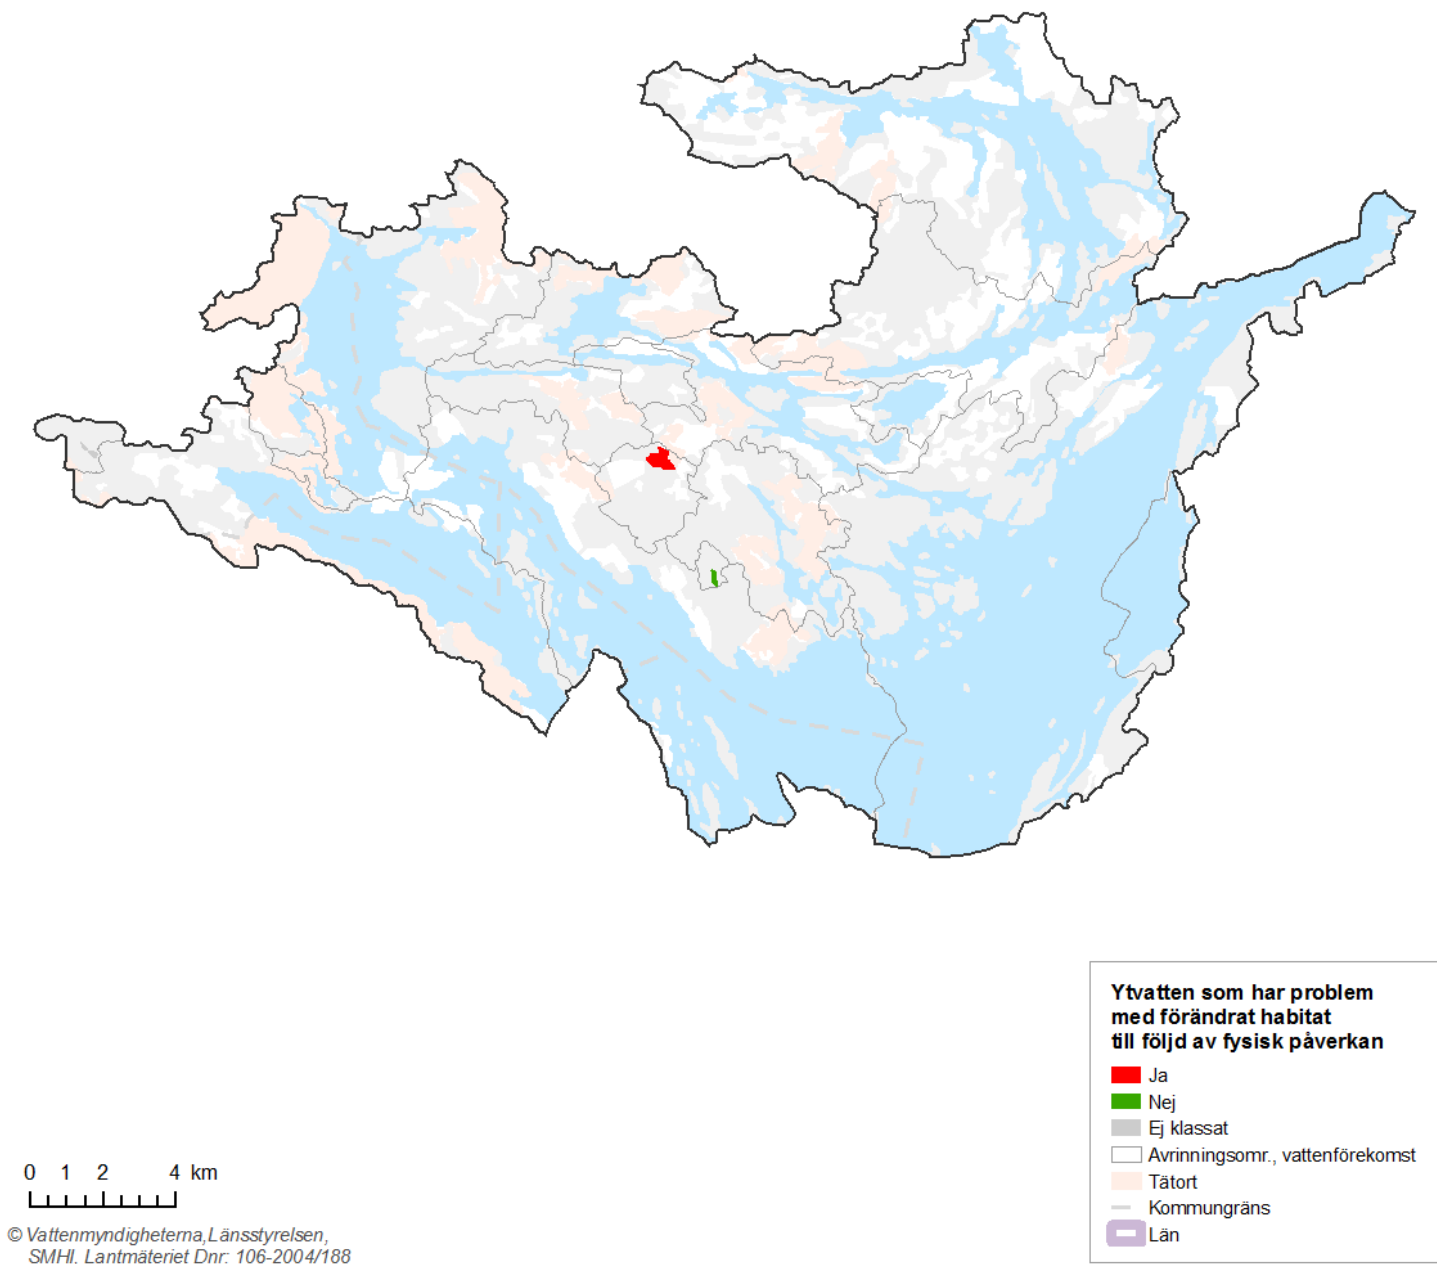 Ytvatten som har problem
med förändrat habitat
till följd av fysisk påverkan
Ja
Nej
Ej klassat
Avrinningsomr., vattenförekomst
Tätort
Kommungräns
Län
0 1 2 4 km
© Vattenmyndigheterna,Länsstyrelsen,
SMHI. Lantmäteriet Dnr: 106-2004/188